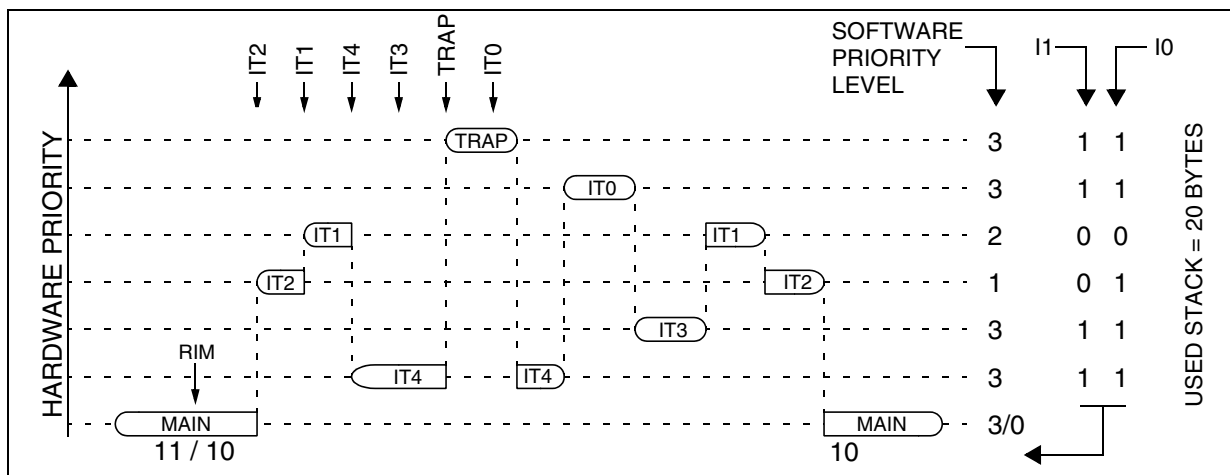 IT2
IT1
IT4
IT3
TRAP
IT0
SOFTWARE
PRIORITY
LEVEL
I1
I0
HARDWARE PRIORITY
USED STACK = 20 BYTES
TRAP
3
1 1
IT0
3
1 1
IT1
IT1
2
0 0
IT2
IT2
1
0 1
IT3
3
1 1
RIM
IT4
IT4
3
1 1
MAIN
MAIN
3/0
11 / 10
10